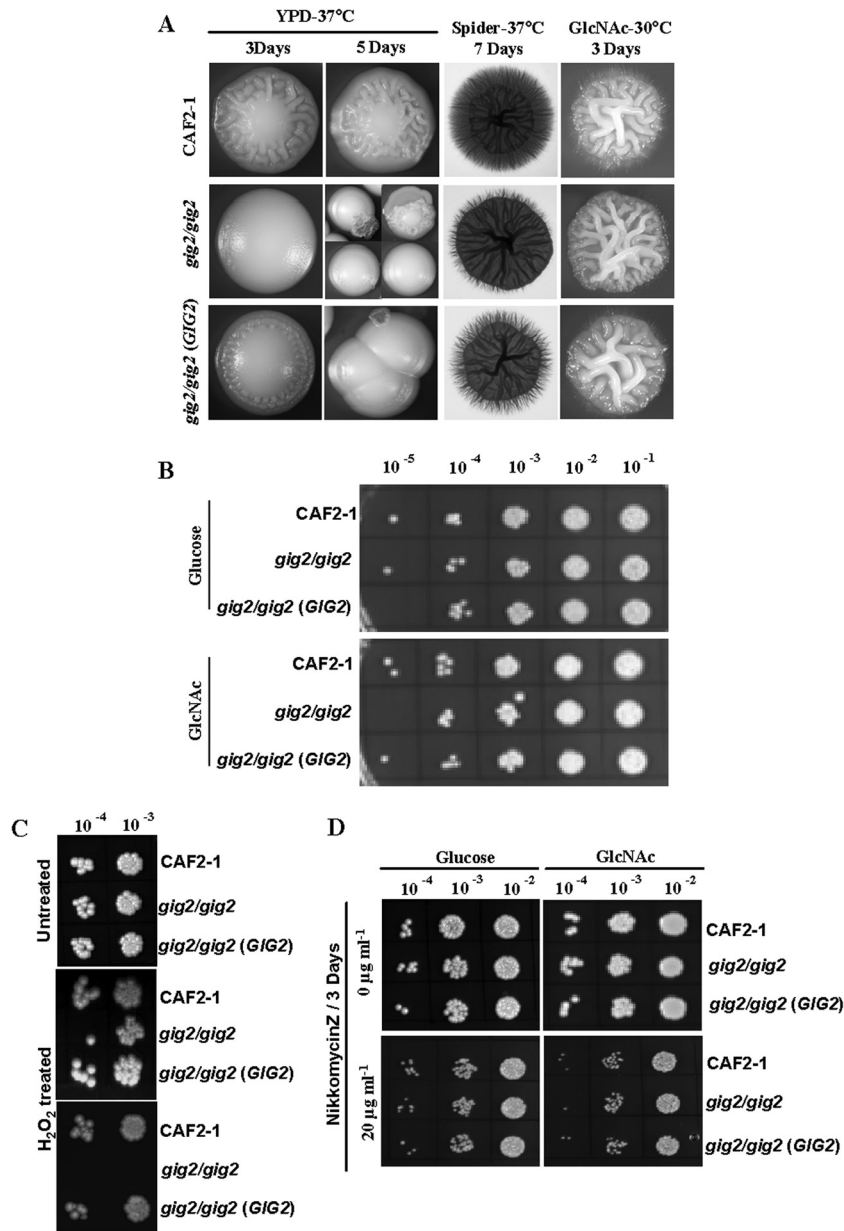 A
YPD-37°C
3Days
5 Days
Spider-37°C
7 Days
GlcNAc-30°C
3 Days
CAF2-1
gig2/gig2
gig2/gig2 (GIG2)
B
10-5 10-4 10-3 10-2 10-1
Glucose
CAF2-1
gig2/gig2
gig2/gig2 (GIG2)
GlcNAc
CAF2-1
gig2/gig2
gig2/gig2 (GIG2)
C
10-4 10-3
Untreated
CAF2-1
gig2/gig2
gig2/gig2 (GIG2)
H2O2 treated
CAF2-1
gig2/gig2
gig2/gig2 (GIG2)
CAF2-1
gig2/gig2
gig2/gig2 (GIG2)
D
Glucose GlcNAc
10-4 10-3 10-2 10-4 10-3 10-2
NikkomycinZ / 3 Days
0 µg ml-1
CAF2-1
gig2/gig2
gig2/gig2 (GIG2)
20 µg ml-1
CAF2-1
gig2/gig2
gig2/gig2 (GIG2)